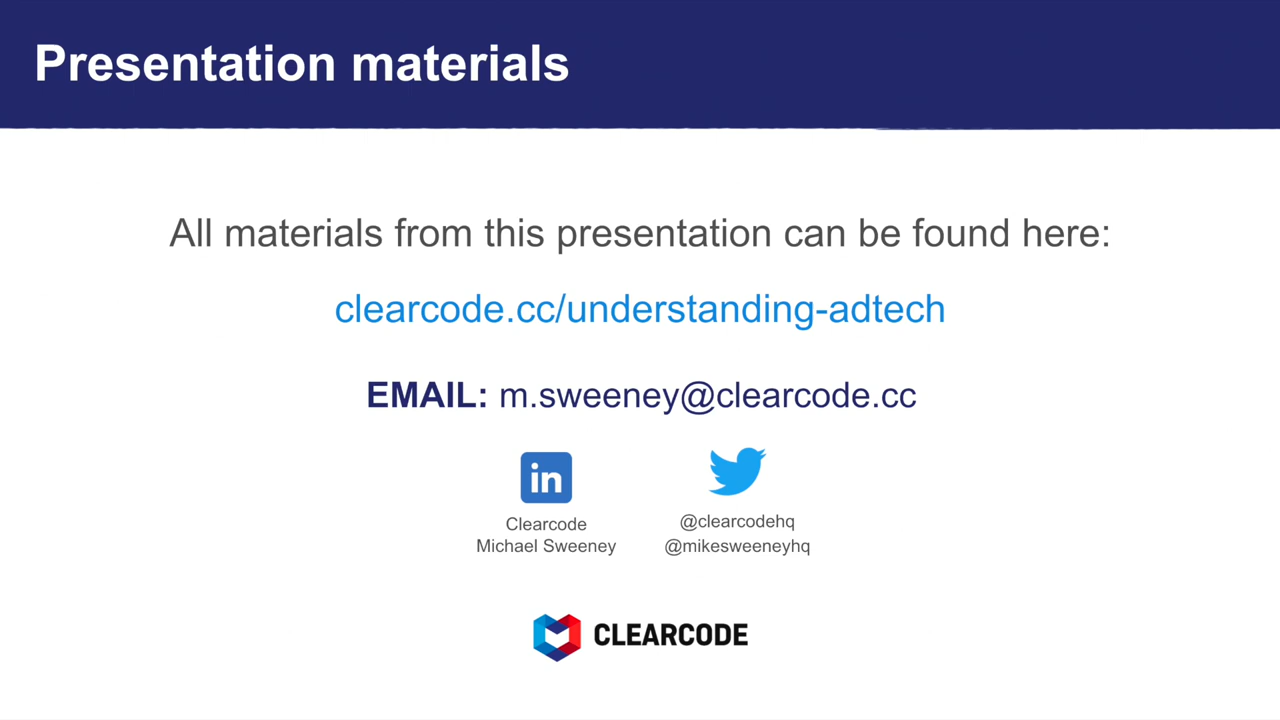 Presentation materials
All materials from this presentation can be found here:
clearcode.cc/understanding-adtech
EMAIL: m.sweeney@clearcode.cc
in
Clearcode
Michael Sweeney
@clearcodehq
@mikesweeneyhq
CLEARCODE